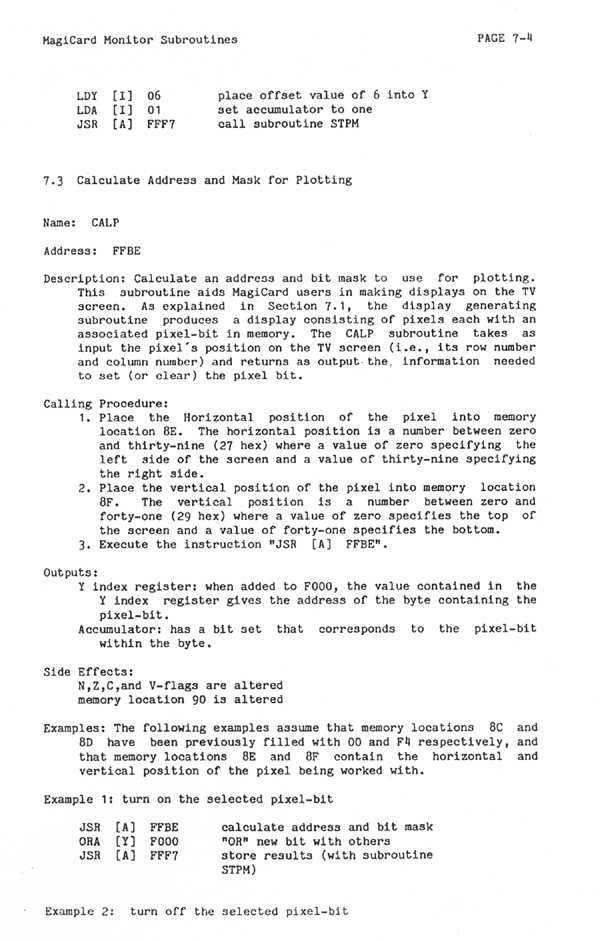 MagiCard Monitor Subroutines PAGE 7-4
LDY [I] 06 place offset value of 6 into Y
LDA [I] 01 set accumulator to one
JSR [A] FFF7 call subroutine STPM
7.3 Calculate Address and Mask for Plotting
Name: CALP
Address: FFBE
Description: Calculate an address and bit mask to use for plotting.
This subroutine aids MagiCard users in making displays on the TV
screen. As explained in Section 7.1, the display generating
subroutine produces a display consisting of pixels each with an
associated pixel-bit in memory. The CALP subroutine takes as
input the pixel's position on the TV screen (i.e., its row number
and column number) and returns as output the, information needed
to set (or clear) the pixel bit.
Calling Procedure:
1. Place the Horizontal position of the pixel into memory
location 8E. The horizontal position is a number between zero
and thirty-nine (27 hex) where a value of zero specifying the
left side of the screen and a value of thirty-nine specifying
the right side.
2. Place the vertical position of the pixel into memory location
8F. The vertical position is a number between zero and
forty-one (29 hex) where a value of zero specifies the top of
the screen and a value of forty-one specifies the bottom.
3. Execute the instruction "JSR [A] FFBE".
Outputs:
Y index register: when added to F000, the value contained in the
Y index register gives the address of the byte containing the
pixel-bit.
Accumulator: has a bit set that corresponds to the pixel-bit
within the byte.
Side Effects:
N,Z,C,and V-flags are altered
memory location 90 is altered
Examples: The following examples assume that memory locations 8C and
8D have been previously filled with 00 and F4 respectively, and
that memory locations 8E and 8F contain the horizontal and
vertical position of the pixel being worked with.
Example 1: turn on the selected pixel-bit
JSR [A] FFBE calculate address and bit mask
ORA [Y] F000 "OR" new bit with others
JSR [A] FFF7 store results (with subroutine
STPM)
Example 2: turn off the selected pixel-bit